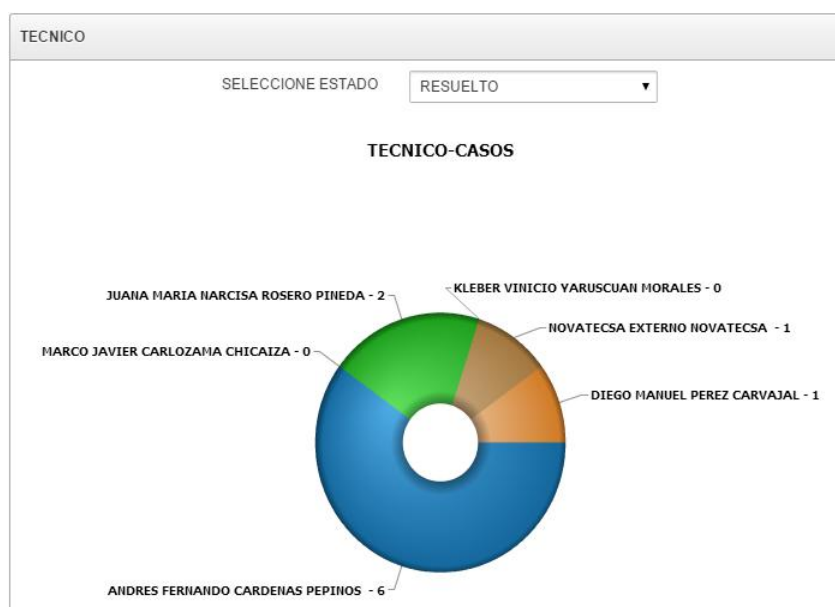 TECNICO
SELECCIONE ESTADO
RESUELTO
TECNICO-CASOS
JUANA MARIA NARCISA ROSERO PINEDA - 2
KLEBER VINICIO YARUSCUAN MORALES - 0
NOVATECSA EXTERNO NOVATECSA - 1
MARCO JAVIER CARLOZAMA CHICAIZA - 0
DIEGO MANUEL PEREZ CARVAJAL - 1
ANDRES FERNANDO CARDENAS PEPINOS - 6